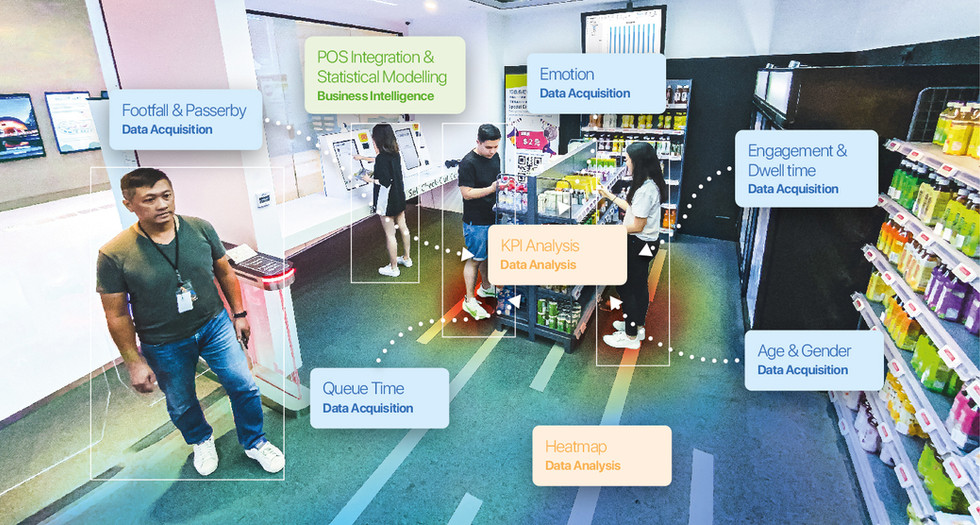 POS Integration &
Statistical Modelling
Business Intelligence
Emotion
Data Acquisition
Footfall & Passerby
Data Acquisition
Engagement &
Dwell time
Data Acquisition
KPI Analysis
Data Analysis
Age & Gender
Data Acquisition
Queue Time
Data Acquisition
Heatmap
Data Analysis